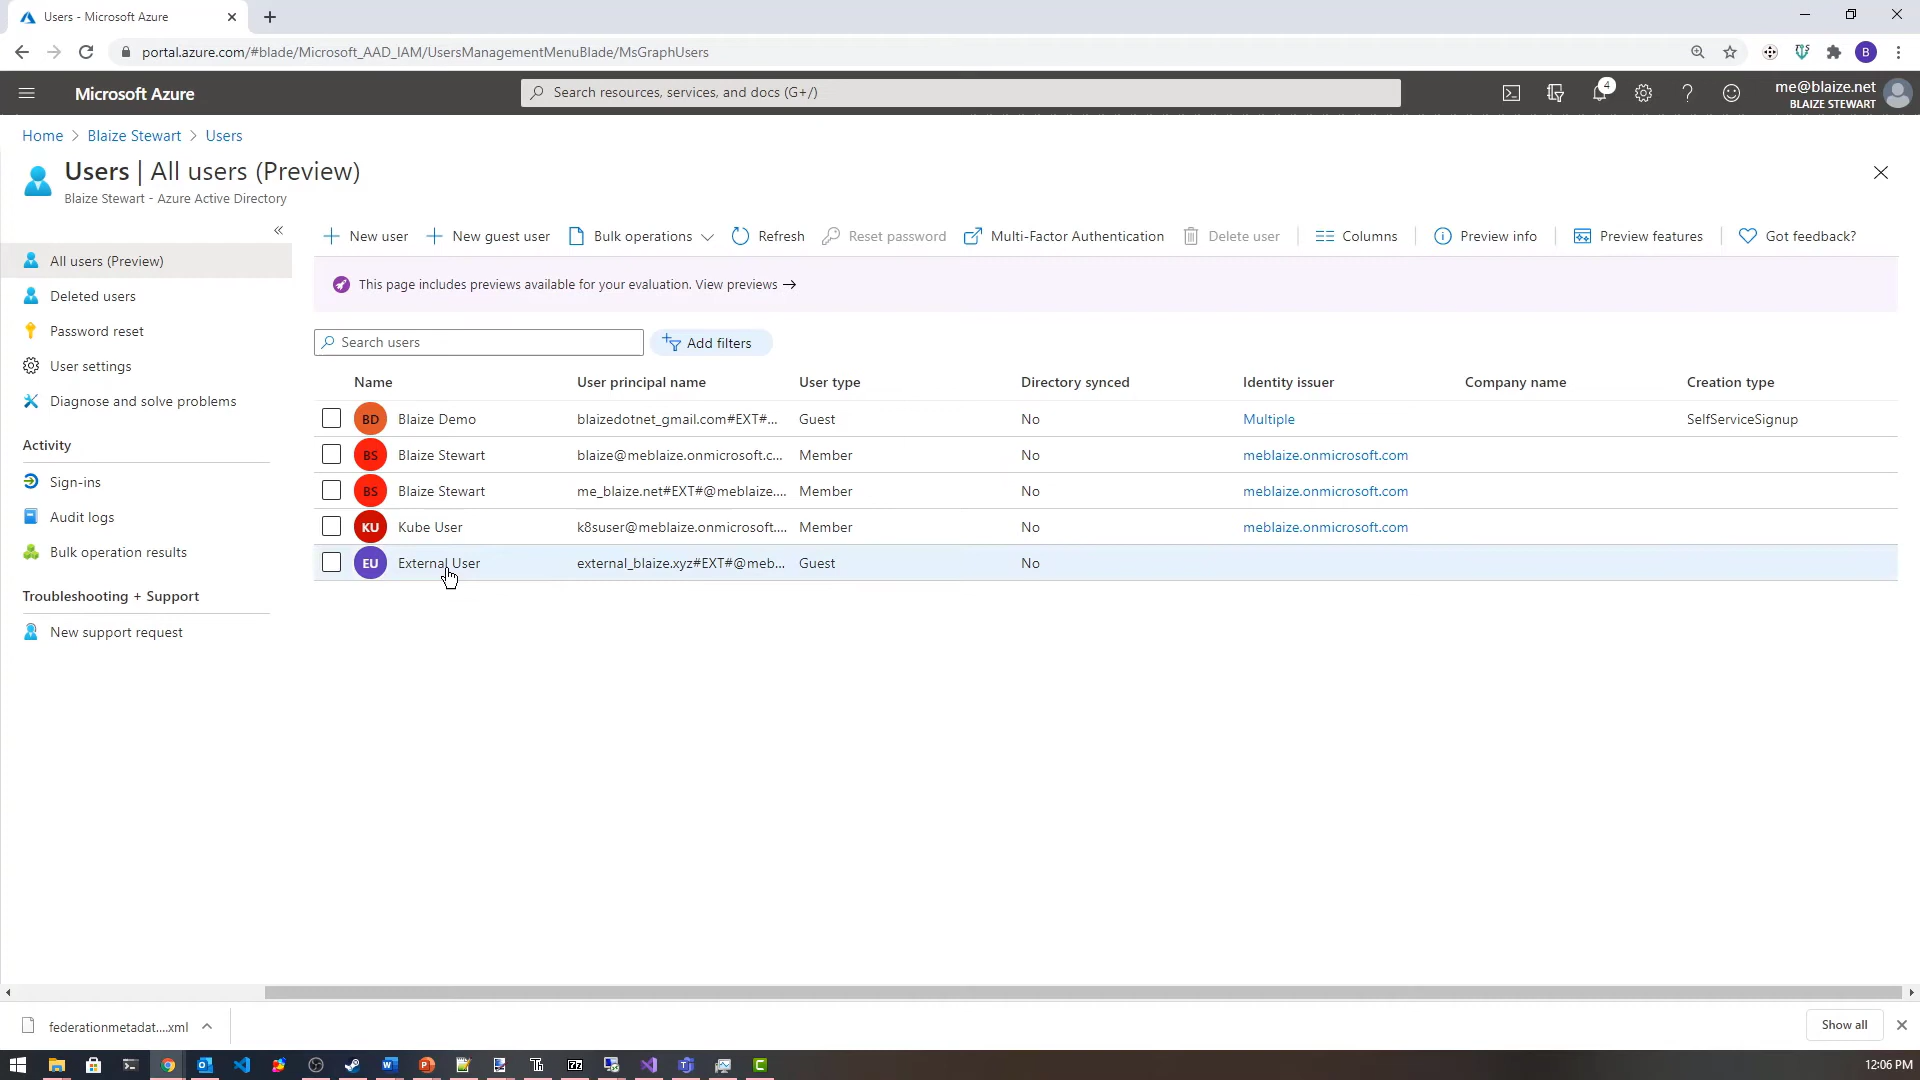 Users - Microsoft Azure
portal.azure.com/#blade/Microsoft_AAD_IAM/UsersManagementMenuBlade/MsGraphUsers
B
Microsoft Azure
Search resources, services, and docs (G+/)
4
me@blaize.net
BLAIZE STEWART
Home > Blaize Stewart > Users
Users | All users (Preview)
Blaize Stewart - Azure Active Directory
«
New user
New guest user
Bulk operations
Refresh
Reset password
Multi-Factor Authentication
Delete user
Columns
Preview info
Preview features
Got feedback?
All users (Preview)
Deleted users
Password reset
User settings
Diagnose and solve problems
Activity
Sign-ins
Audit logs
Bulk operation results
Troubleshooting + Support
New support request
This page includes previews available for your evaluation. View previews →
Search users
Add filters
Name User principal name User type Directory synced Identity issuer Company name Creation type
BD Blaize Demo blaizedotnet_gmail.com#EXT#... Guest No Multiple SelfServiceSignup
BS Blaize Stewart blaize@meblaize.onmicrosoft.c... Member No meblaize.onmicrosoft.com
BS Blaize Stewart me_blaize.net#EXT#@meblaize.... Member No meblaize.onmicrosoft.com
KU Kube User k8suser@meblaize.onmicrosoft.... Member No meblaize.onmicrosoft.com
EU External User external_blaize.xyz#EXT#@meb... Guest No
federationmetadat....xml
Show all
12:06 PM